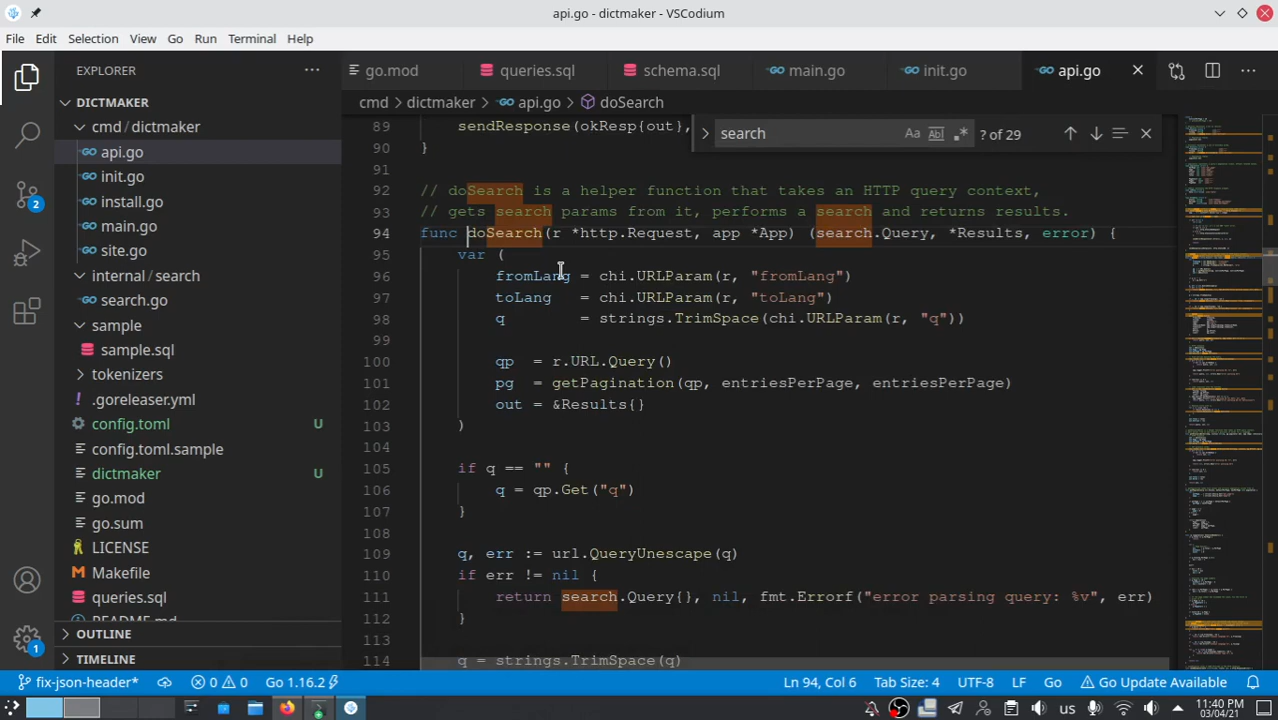 api.go - dictmaker - VSCodium
File Edit Selection View Go Run Terminal Help
EXPLORER
DICTMAKER
cmd / dictmaker
api.go
init.go
install.go
main.go
site.go
internal / search
search.go
sample
sample.sql
tokenizers
.goreleaser.yml
config.toml U
config.toml.sample
dictmaker U
go.mod
go.sum
LICENSE
Makefile
queries.sql
README.md
OUTLINE
TIMELINE
2
1
go.mod queries.sql schema.sql main.go init.go api.go
cmd > dictmaker > api.go > doSearch
search Aa Abl .* ? of 29
89 sendResponse(okResp{out},
90 }
91
92 // doSearch is a helper function that takes an HTTP query context,
93 // gets search params from it, performs a search and returns results.
94 func doSearch(r *http.Request, app *App) (search.Query, *Results, error) {
95 var (
96 fromLang = chi.URLParam(r, "fromLang")
97 toLang = chi.URLParam(r, "toLang")
98 q = strings.TrimSpace(chi.URLParam(r, "q"))
99
100 qp = r.URL.Query()
101 pg = getPagination(qp, entriesPerPage, entriesPerPage)
102 out = &Results{}
103 )
104
105 if q == "" {
106 q = qp.Get("q")
107 }
108
109 q, err := url.QueryUnescape(q)
110 if err != nil {
111 return search.Query{}, nil, fmt.Errorf("error parsing query: %v", err)
112 }
113
114 q = strings.TrimSpace(q)
fix-json-header* 0 0 Go 1.16.2 Ln 94, Col 6 Tab Size: 4 UTF-8 LF Go Go Update Available
us 11:40 PM
03/04/21